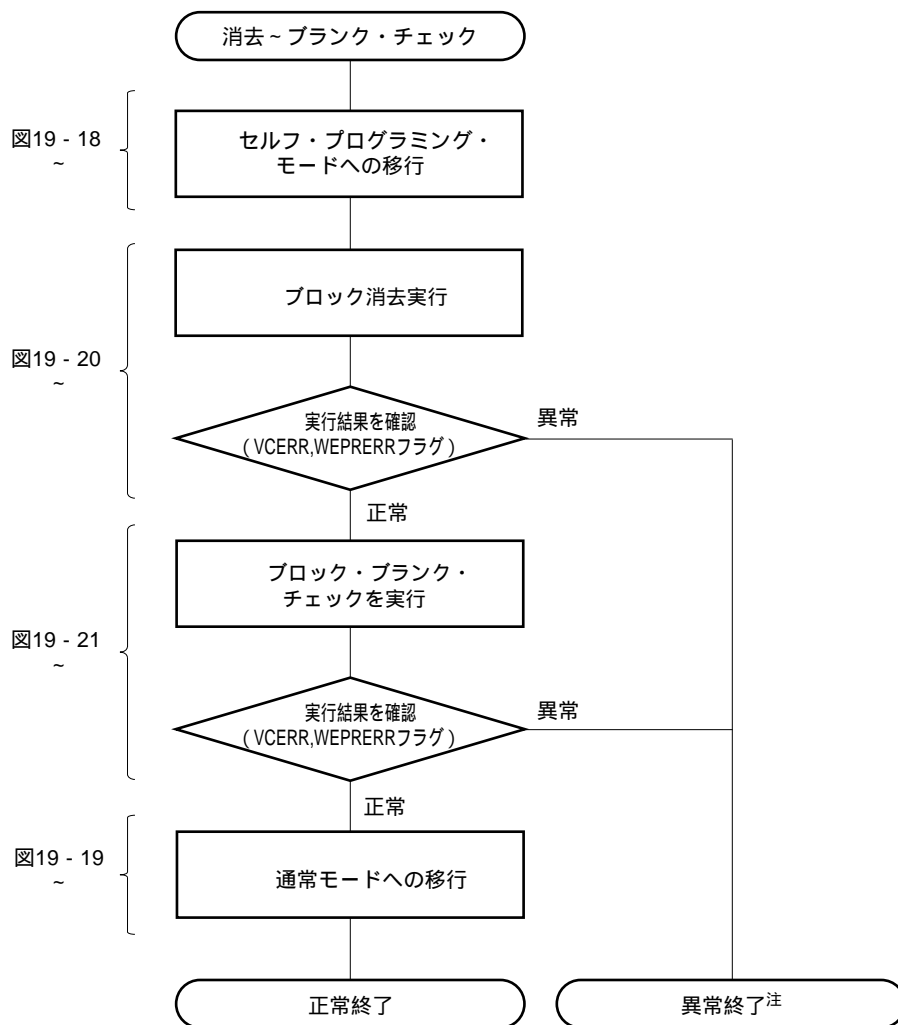 消去~ブランク・チェック
図19 - 18
~
セルフ・プログラミング・
モードへの移行
ブロック消去実行
図19 - 20
~
実行結果を確認
( VCERR,WEPRERRフラグ )
異常
正常
ブロック・ブランク・
チェックを実行
図19 - 21
~
実行結果を確認
( VCERR,WEPRERRフラグ )
異常
正常
図19 - 19
~
通常モードへの移行
正常終了
異常終了注